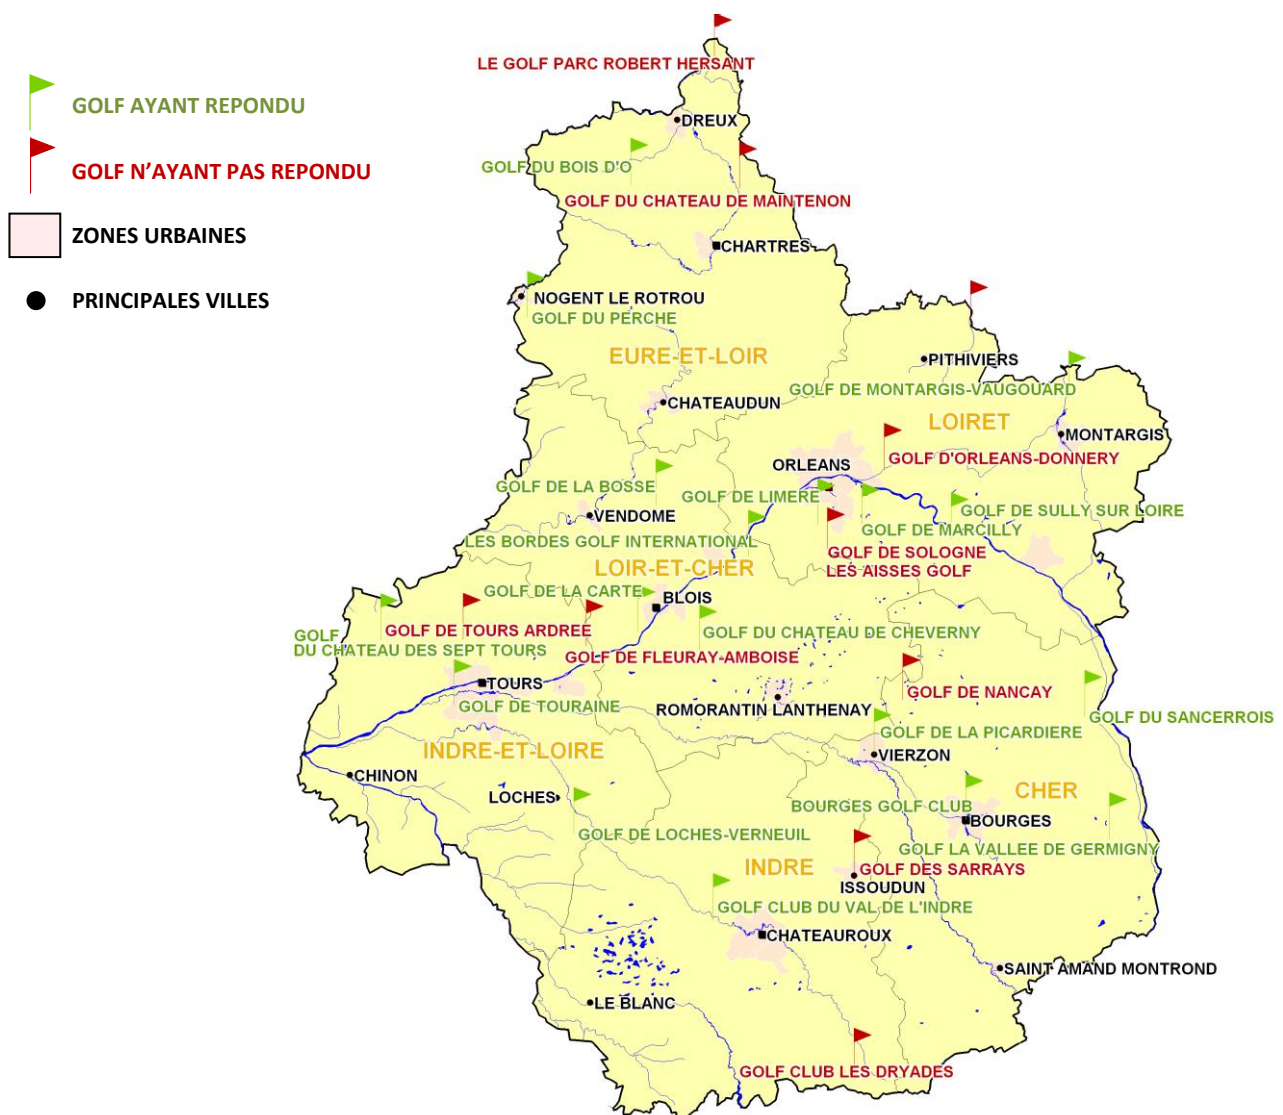 GOLF AYANT REPONDU
GOLF N'AYANT PAS REPONDU
ZONES URBAINES
PRINCIPALES VILLES
LE GOLF PARC ROBERT HERSANT
DREUX
GOLF DU BOIS D'O
GOLF DU CHATEAU DE MAINTENON
CHARTRES
NOGENT LE ROTROU
GOLF DU PERCHE
EURE-ET-LOIR
PITHIVIERS
GOLF DE MONTARGIS-VAUGOUARD
CHATEAUDUN
LOIRET
MONTARGIS
GOLF D'ORLEANS-DONNERY
ORLEANS
GOLF DE LA BOSSE
GOLF DE LIMERE
GOLF DE SULLY SUR LOIRE
VENDOME
GOLF DE MARCILLY
LES BORDES GOLF INTERNATIONAL
GOLF DE SOLOGNE
LES AISSES GOLF
LOIR-ET-CHER
GOLF DE LA CARTE
BLOIS
GOLF DE TOURS ARDREE
GOLF DU CHATEAU DE CHEVERNY
GOLF
DU CHATEAU DES SEPT TOURS
GOLF DE FLEURAY-AMBOISE
TOURS
GOLF DE NANCAY
GOLF DE TOURAINE
ROMORANTIN LANTHENAY
GOLF DU SANCERROIS
GOLF DE LA PICARDIERE
INDRE-ET-LOIRE
VIERZON
CHINON
CHER
LOCHES
BOURGES GOLF CLUB
BOURGES
GOLF DE LOCHES-VERNEUIL
GOLF LA VALLEE DE GERMIGNY
INDRE
GOLF DES SARRAYS
ISSOUDUN
GOLF CLUB DU VAL DE L'INDRE
CHATEAUROUX
SAINT AMAND MONTROND
LE BLANC
GOLF CLUB LES DRYADES